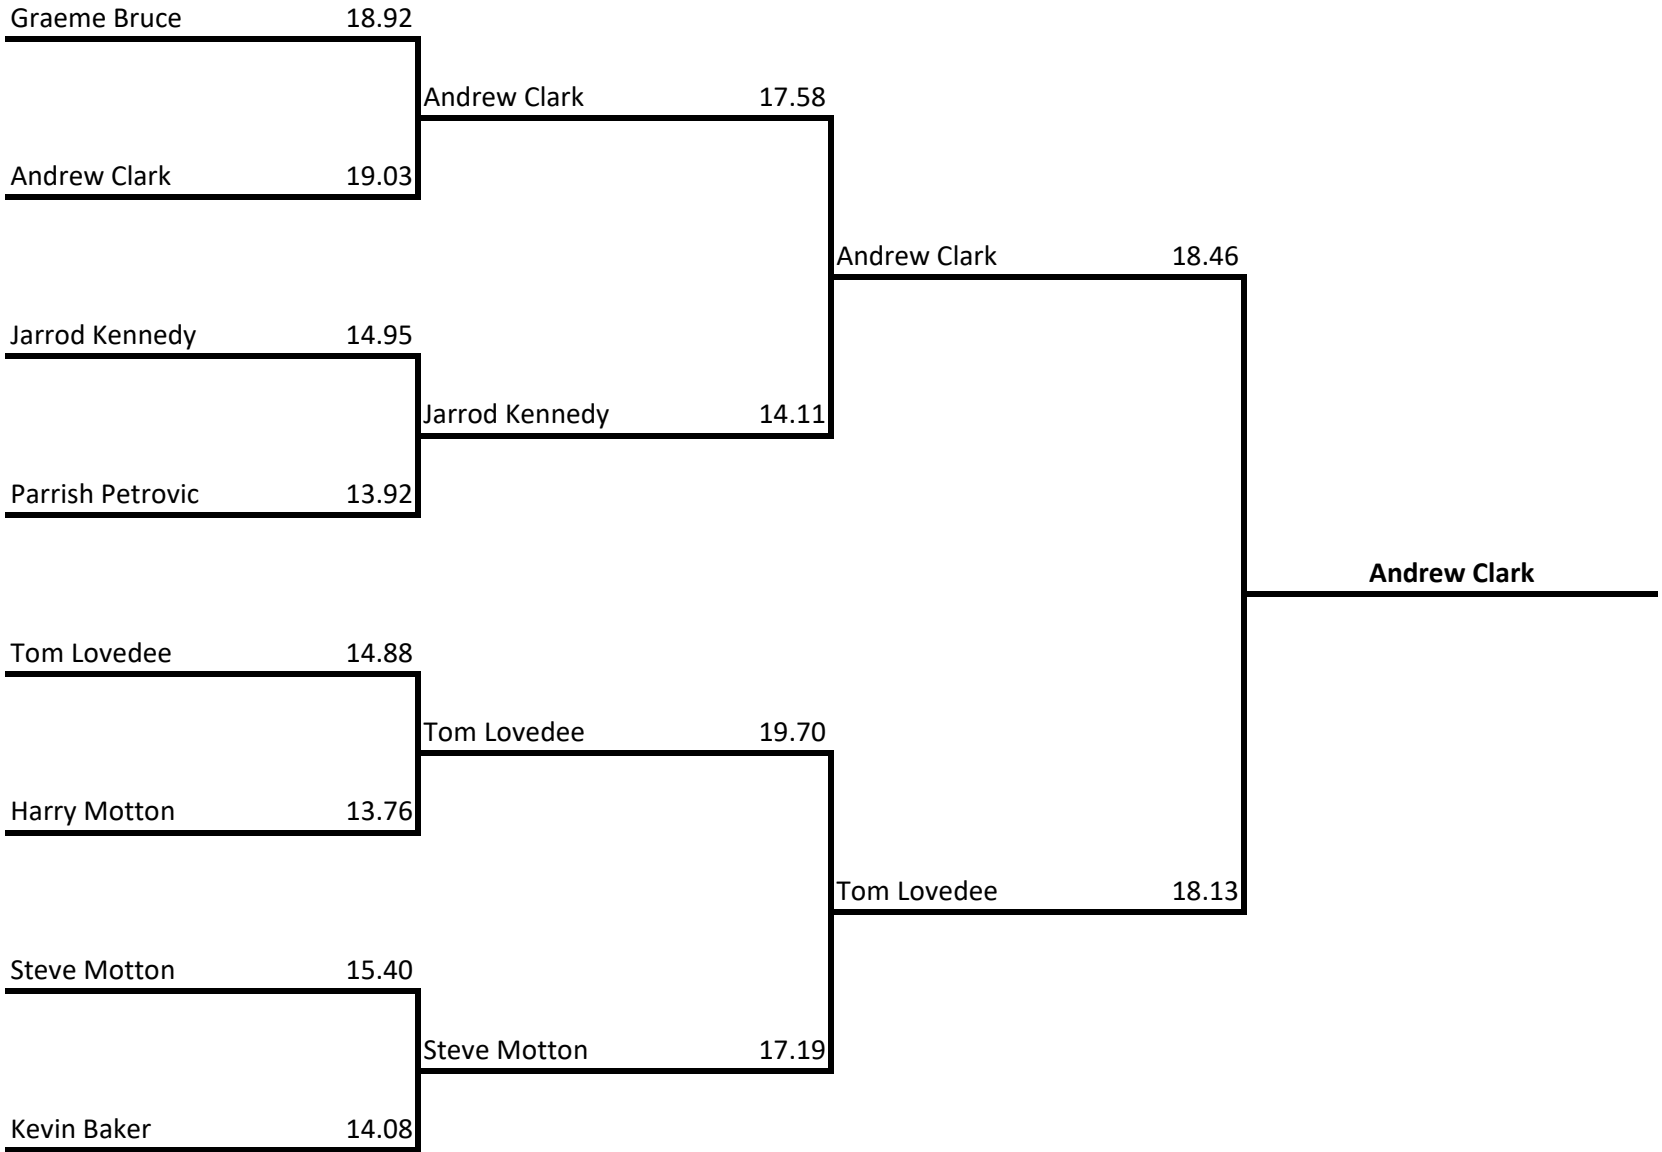 Graeme Bruce 18.92
Andrew Clark 17.58
Andrew Clark 19.03
Andrew Clark 18.46
Jarrod Kennedy 14.95
Jarrod Kennedy 14.11
Parrish Petrovic 13.92
Andrew Clark
Tom Lovedee 14.88
Tom Lovedee 19.70
Harry Motton 13.76
Tom Lovedee 18.13
Steve Motton 15.40
Steve Motton 17.19
Kevin Baker 14.08